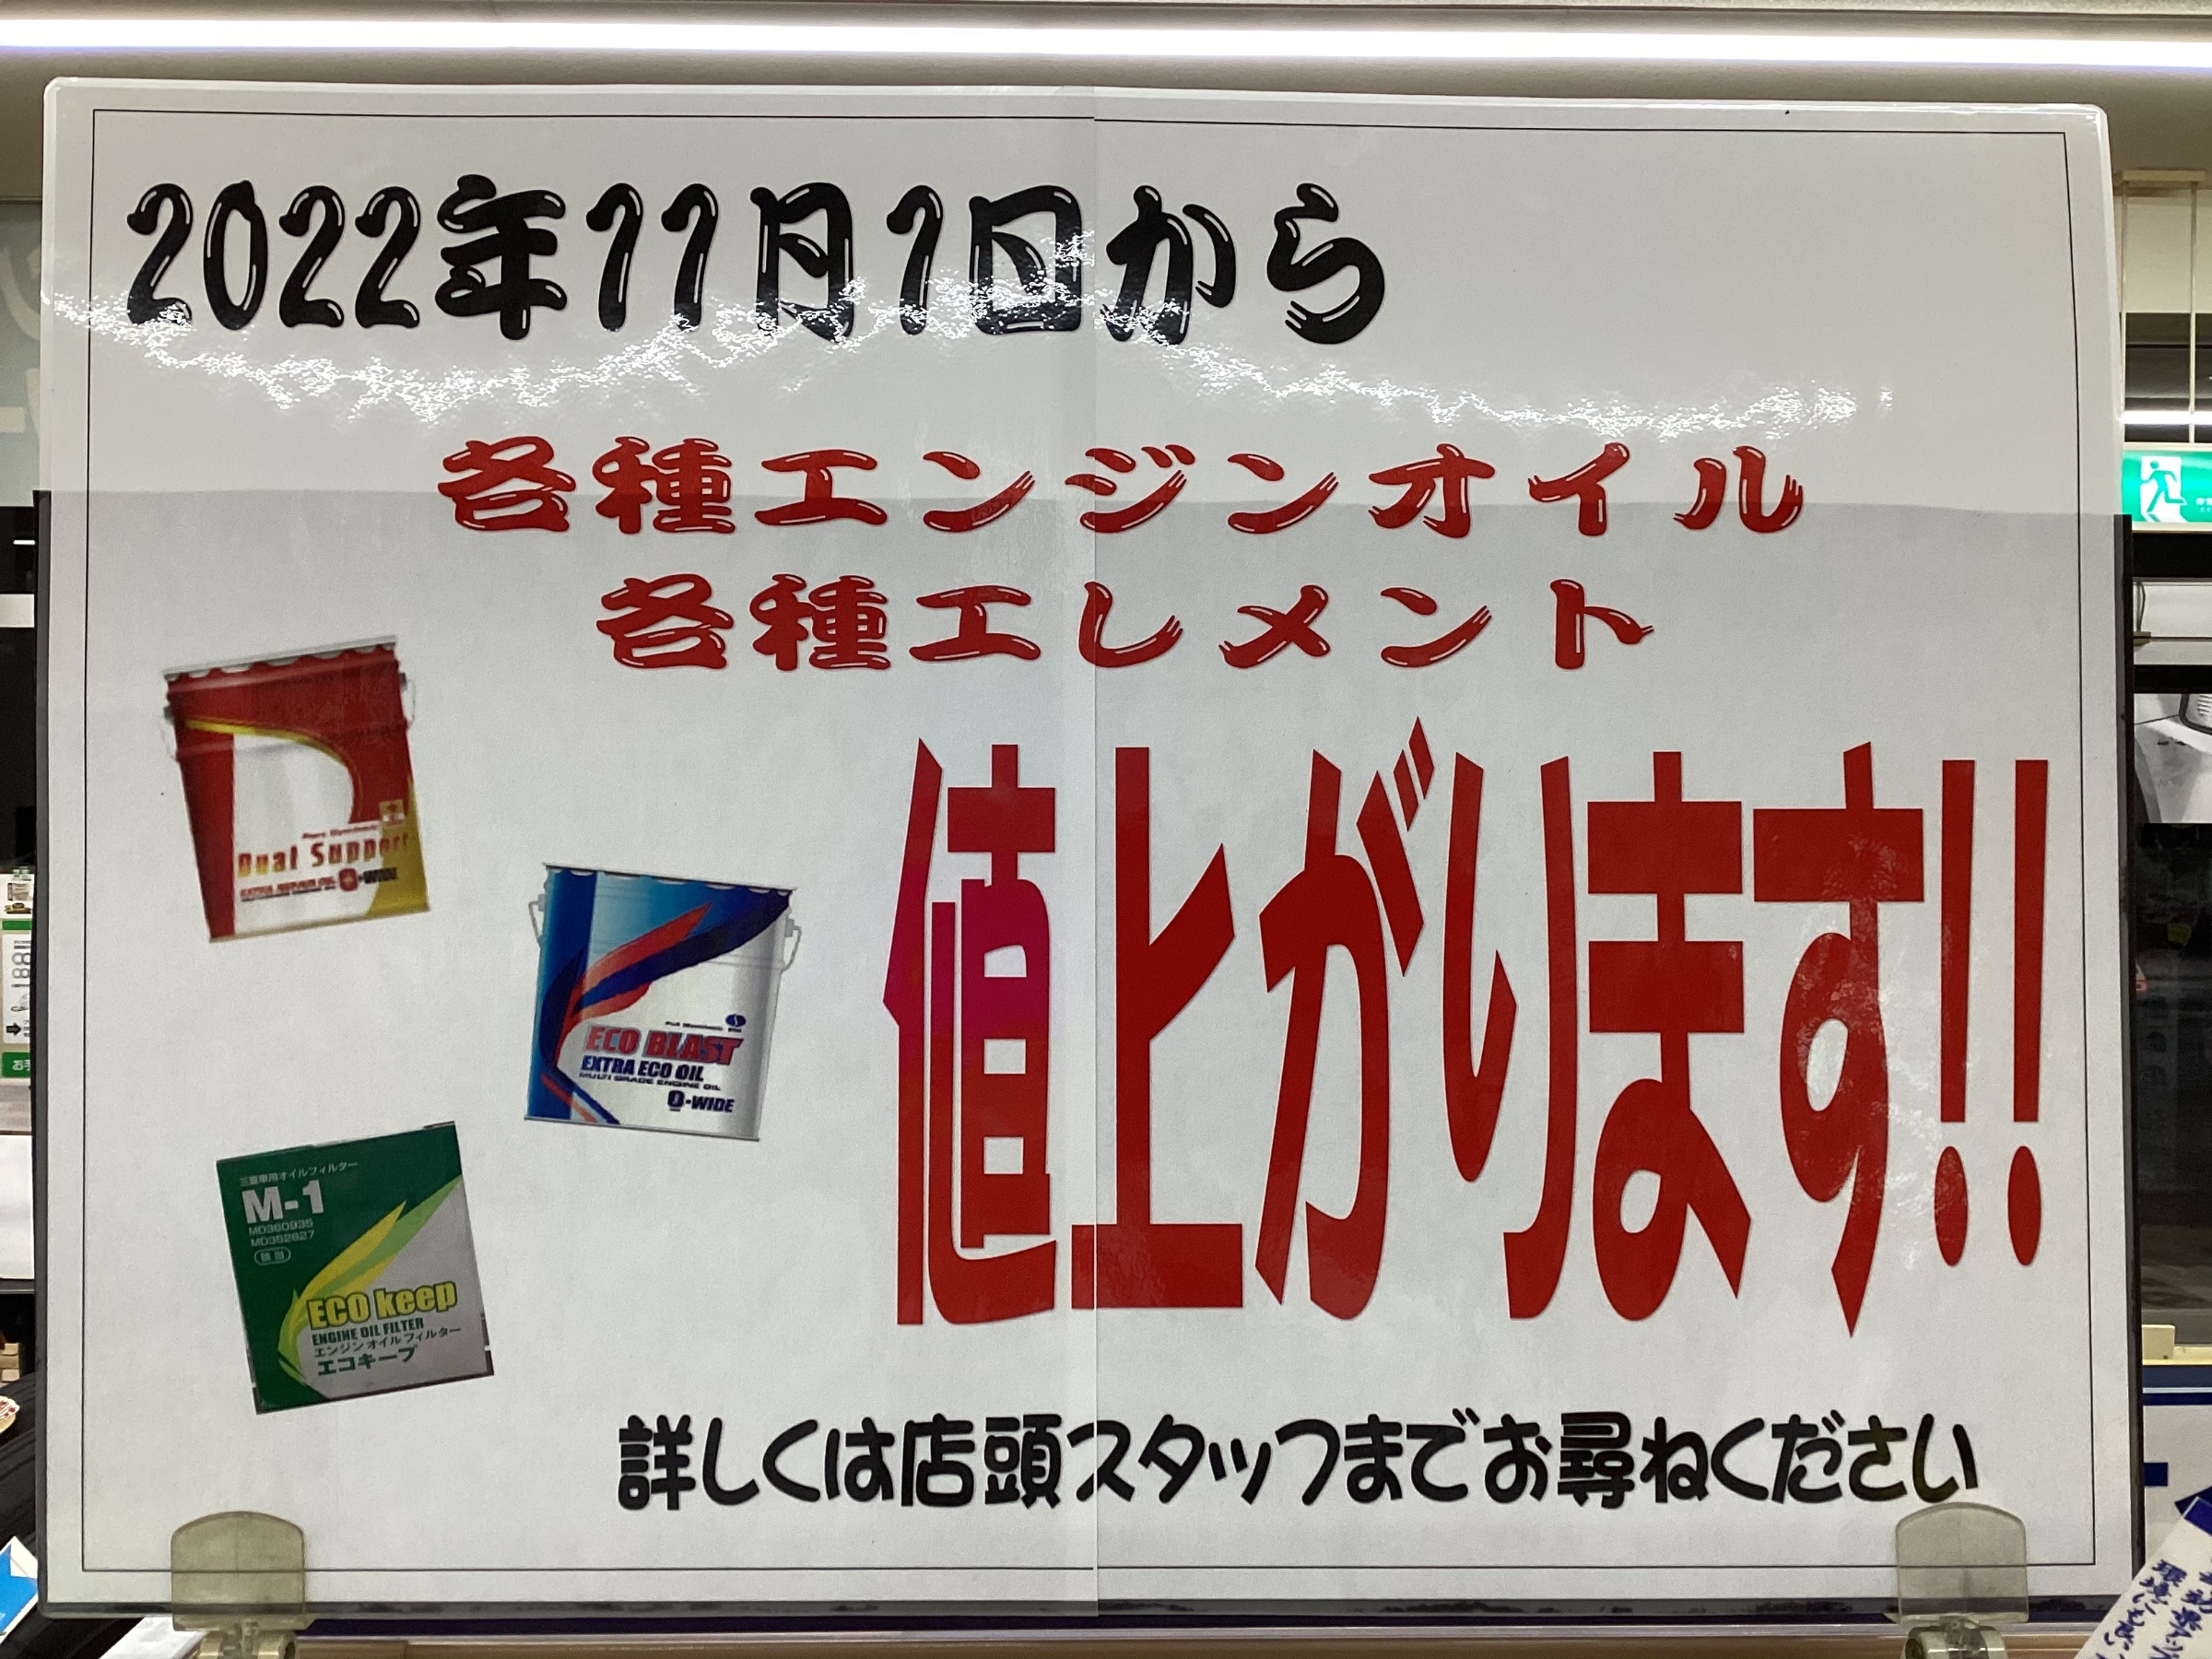 2022年11月1日から
各種エンジンオイル
各種エレメント
値上がります!!
Dual Support
EXTRA REPAIR OIL Q-WIDE
ECO BLAST
EXTRA ECO OIL
MULTI GRADE ENGINE OIL
Q-WIDE
三菱車用オイルフィルター
M-1
MD360935
MD352627
ECO keep
ENGINE OIL FILTER
エンジンオイルフィルター
エコキープ
詳しくは店頭スタッフまでお尋ねください